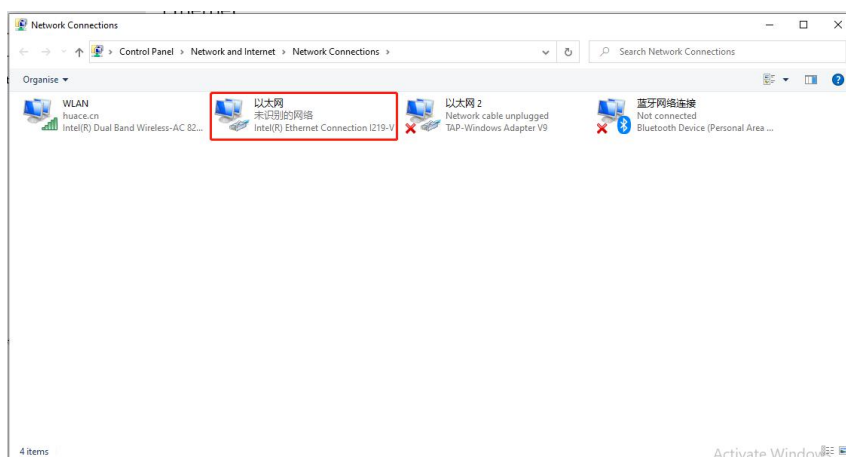 Ethernet
Network Connections
Control Panel › Network and Internet › Network Connections ›
Search Network Connections
Organise
WLAN
huace.cn
Intel(R) Dual Band Wireless-AC 82...
以太网
未识别的网络
Intel(R) Ethernet Connection I219-V
以太网 2
Network cable unplugged
TAP-Windows Adapter V9
蓝牙网络连接
Not connected
Bluetooth Device (Personal Area ...
4 items
Activate Windows